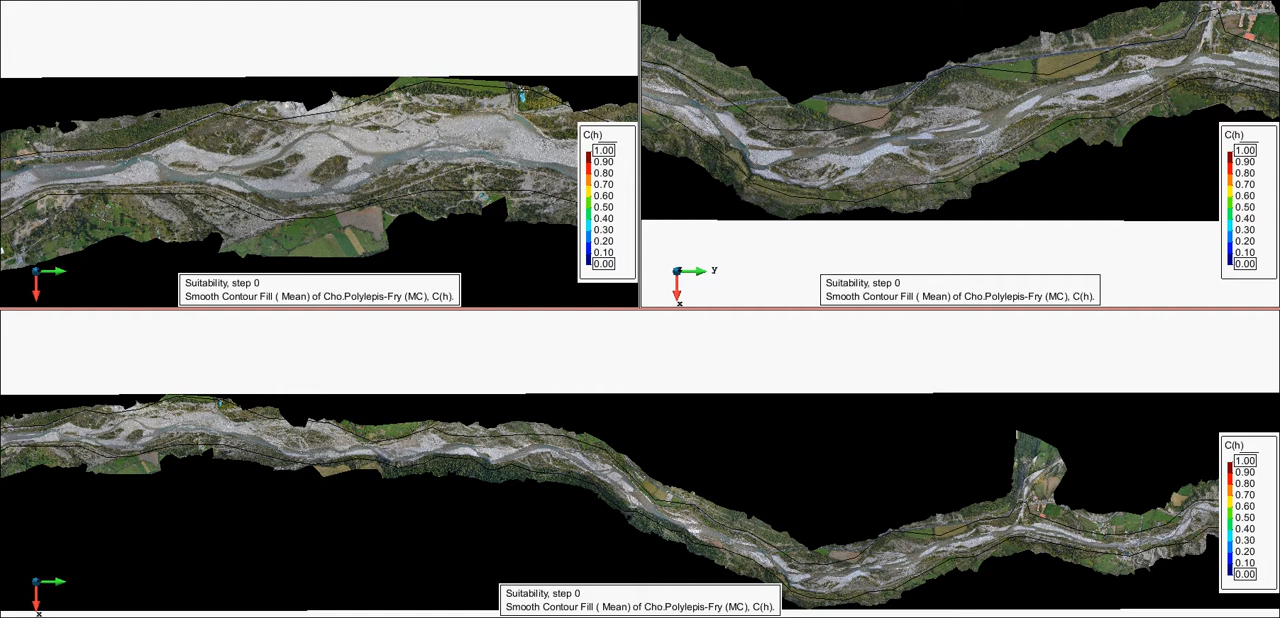 C(h)
1.00
0.90
0.80
0.70
0.60
0.50
0.40
0.30
0.20
0.10
0.00
Suitability, step 0
Smooth Contour Fill ( Mean) of Cho.Polylepis-Fry (MC), C(h).
C(h)
1.00
0.90
0.80
0.70
0.60
0.50
0.40
0.30
0.20
0.10
0.00
y
x
Suitability, step 0
Smooth Contour Fill ( Mean) of Cho.Polylepis-Fry (MC), C(h).
C(h)
1.00
0.90
0.80
0.70
0.60
0.50
0.40
0.30
0.20
0.10
0.00
x
Suitability, step 0
Smooth Contour Fill ( Mean) of Cho.Polylepis-Fry (MC), C(h).